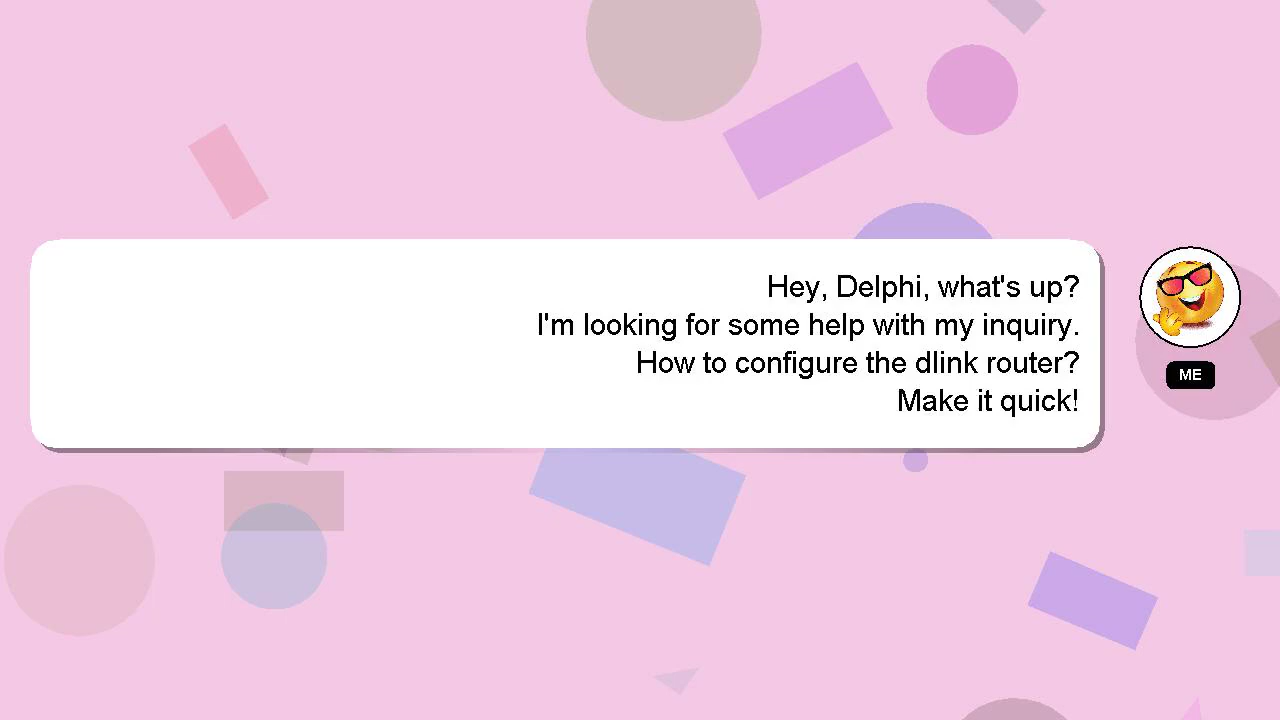 Hey, Delphi, what's up?
I'm looking for some help with my inquiry.
How to configure the dlink router?
Make it quick!
ME